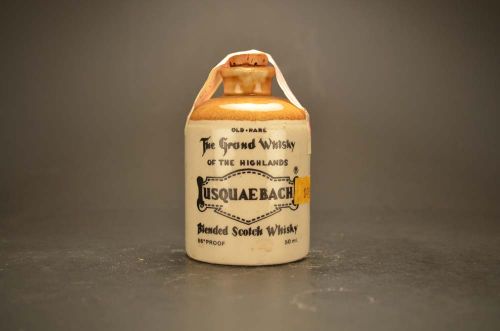 OLD • RARE
The Grand Whisky
OF THE HIGHLANDS
USQUAEBACH®
Blended Scotch Whisky
86° PROOF 50 ml.